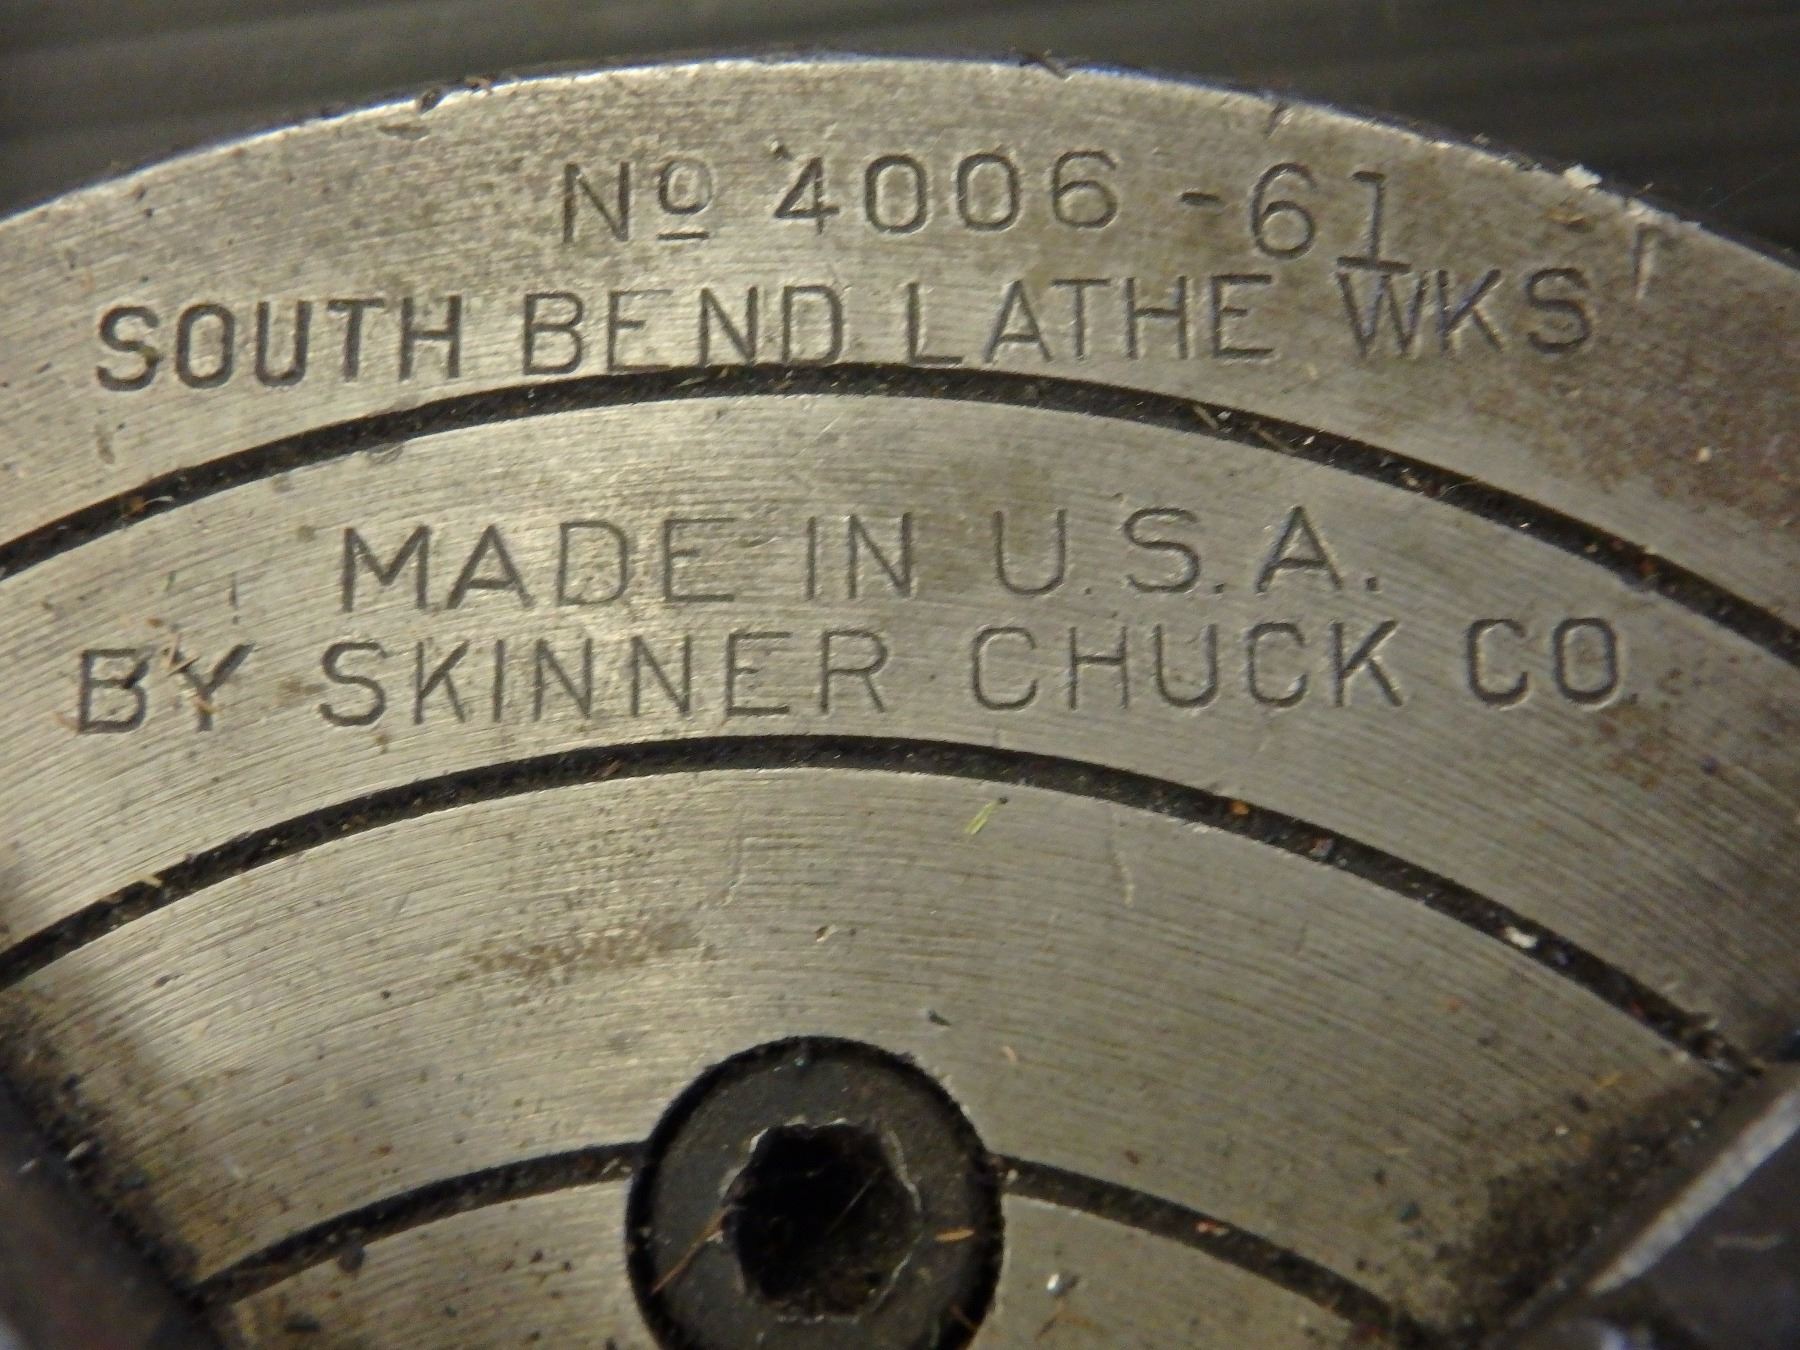 Nº 4006-61
SOUTH BEND LATHE WKS
MADE IN U.S.A.
BY SKINNER CHUCK CO.